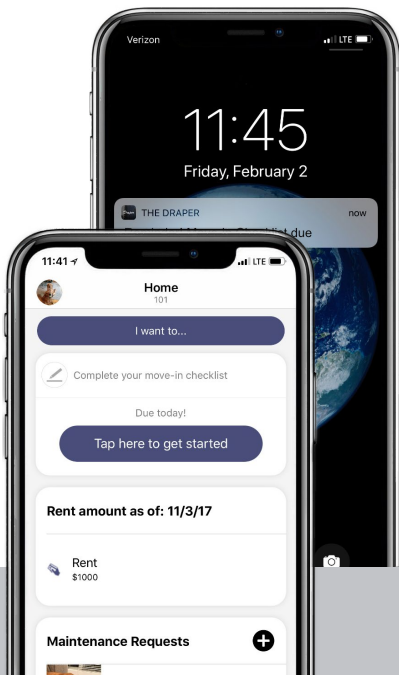 Verizon
LTE
11:45
Friday, February 2
THE DRAPER
now
due
11:41
LTE
Home
101
I want to...
Complete your move-in checklist
Due today!
Tap here to get started
Rent amount as of: 11/3/17
Rent
$1000
Maintenance Requests